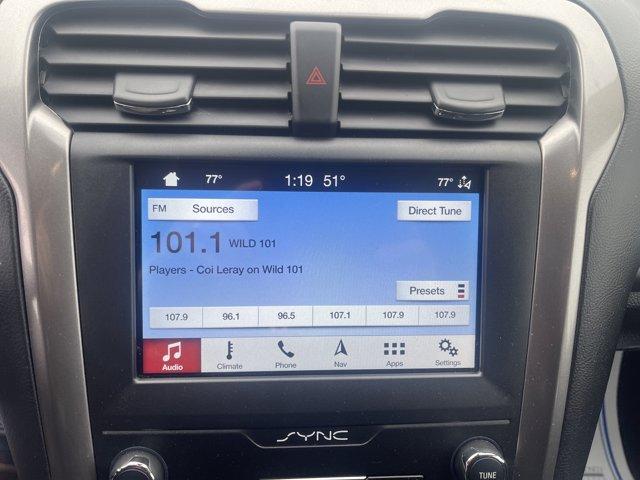 77° 1:19 51° 77°
FM Sources Direct Tune
101.1 WILD 101
Players - Coi Leray on Wild 101
Presets
107.9 96.1 96.5 107.1 107.9 107.9
Audio Climate Phone Nav Apps Settings
SYNC
TUNE